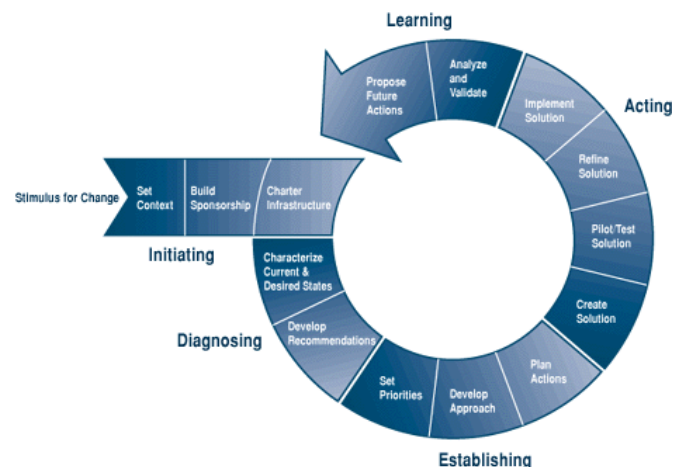 Learning
Propose
Future
Actions
Analyze
and
Validate
Implement
Solution
Acting
Refine
Solution
Pilot/Test
Solution
Create
Solution
Stimulus for Change
Set
Context
Build
Sponsorship
Charter
Infrastructure
Initiating
Characterize
Current &
Desired States
Diagnosing
Develop
Recommendations
Set
Priorities
Develop
Approach
Plan
Actions
Establishing